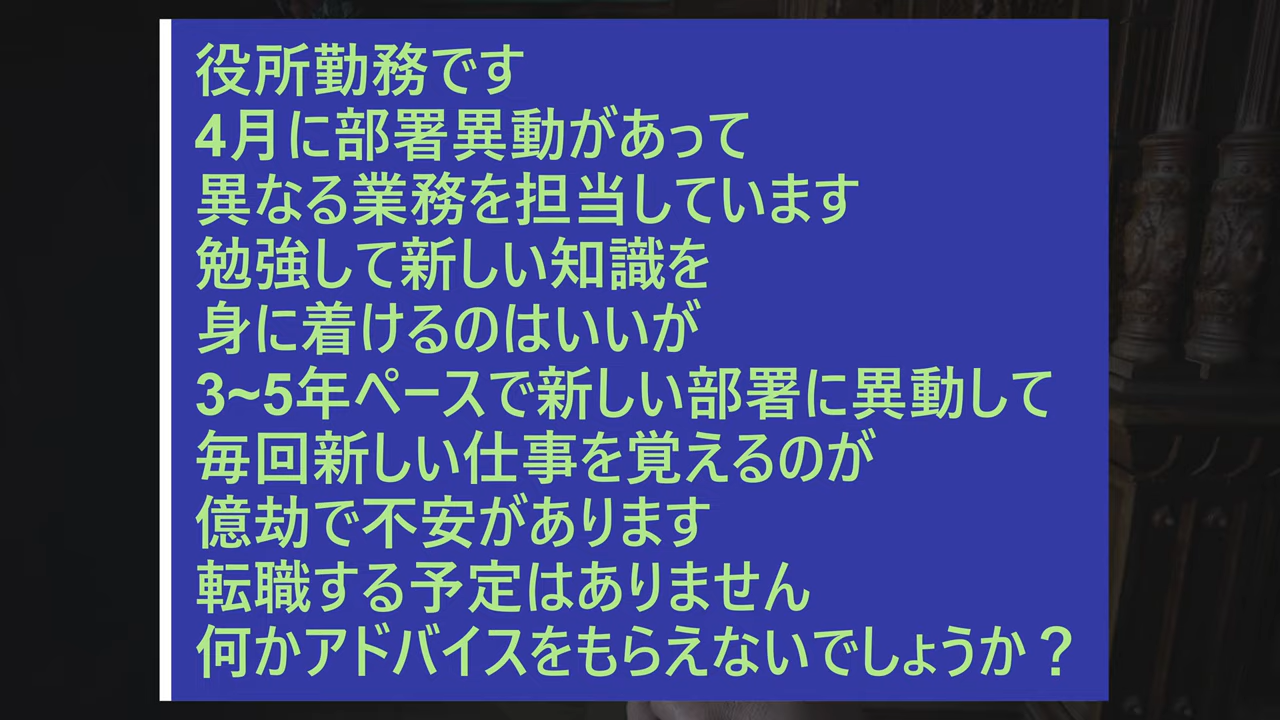 役所勤務です
4月に部署異動があって
異なる業務を担当しています
勉強して新しい知識を
身に着けるのはいいが
3~5年ペースで新しい部署に異動して
毎回新しい仕事を覚えるのが
億劫で不安があります
転職する予定はありません
何かアドバイスをもらえないでしょうか？